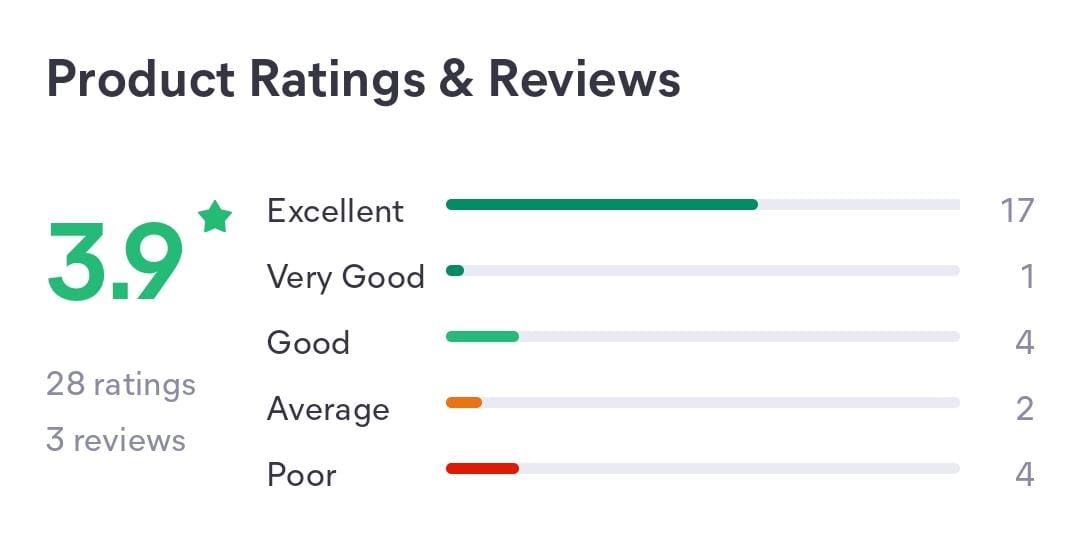 Product Ratings & Reviews
3.9
28 ratings
3 reviews
Excellent 17
Very Good 1
Good 4
Average 2
Poor 4